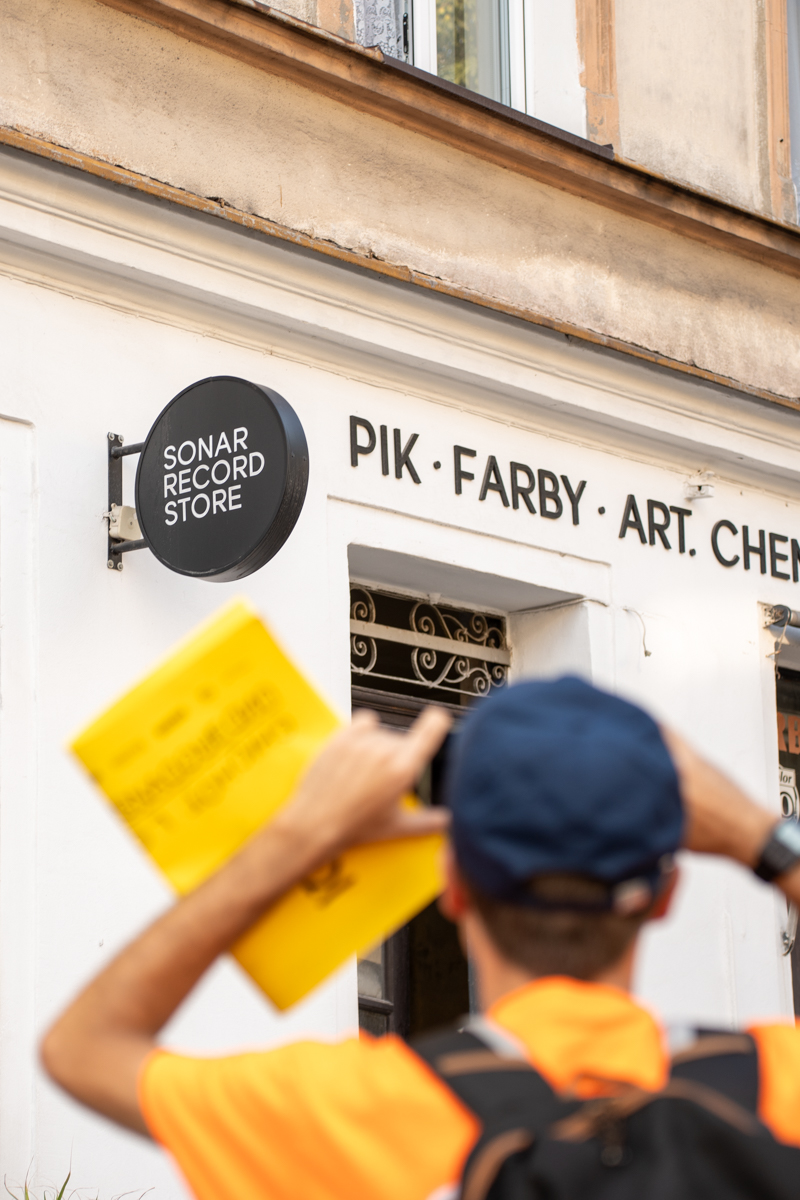 SONAR
RECORD
STORE
PIK · FARBY · ART. CHEM